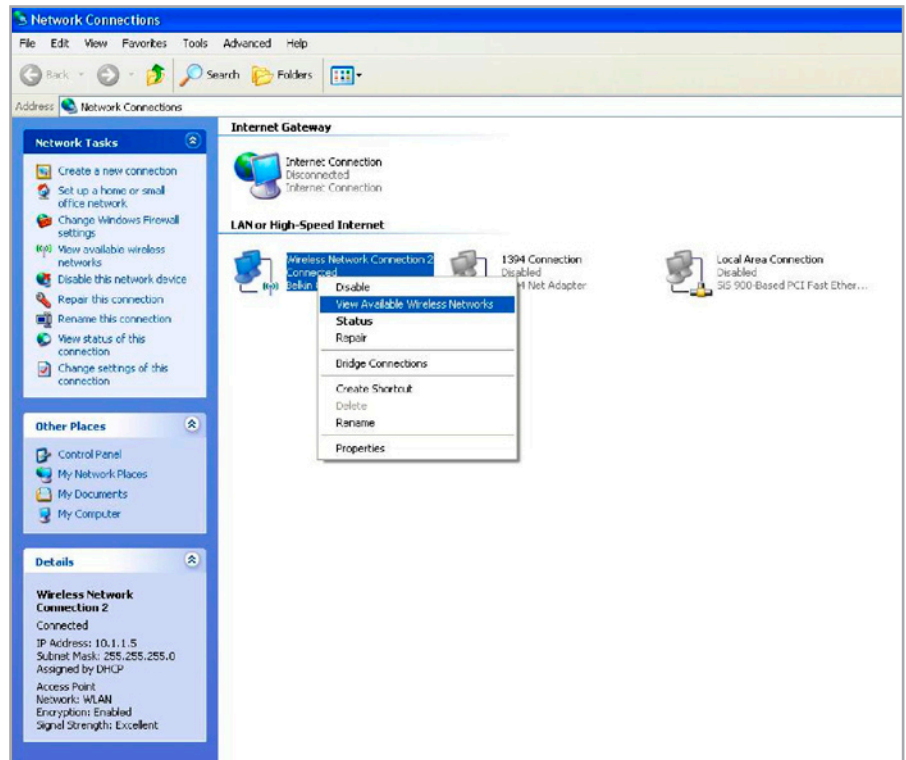 Network Connections
File Edit View Favorites Tools Advanced Help
Back Search Folders
Address Network Connections
Network Tasks
Create a new connection
Set up a home or small
office network
Change Windows Firewall
settings
View available wireless
networks
Disable this network device
Repair this connection
Rename this connection
View status of this
connection
Change settings of this
connection
Other Places
Control Panel
My Network Places
My Documents
My Computer
Details
Wireless Network
Connection 2
Connected
IP Address: 10.1.1.5
Subnet Mask: 255.255.255.0
Assigned by DHCP
Access Point
Network: WLAN
Encryption: Enabled
Signal Strength: Excellent
Internet Gateway
Internet Connection
Disconnected
Internet Connection
LAN or High-Speed Internet
Wireless Network Connection 2
Connected
Belkin
1394 Connection
Disabled
Net Adapter
Local Area Connection
Disabled
SiS 900-Based PCI Fast Ether...
Disable
View Available Wireless Networks
Status
Repair
Bridge Connections
Create Shortcut
Delete
Rename
Properties